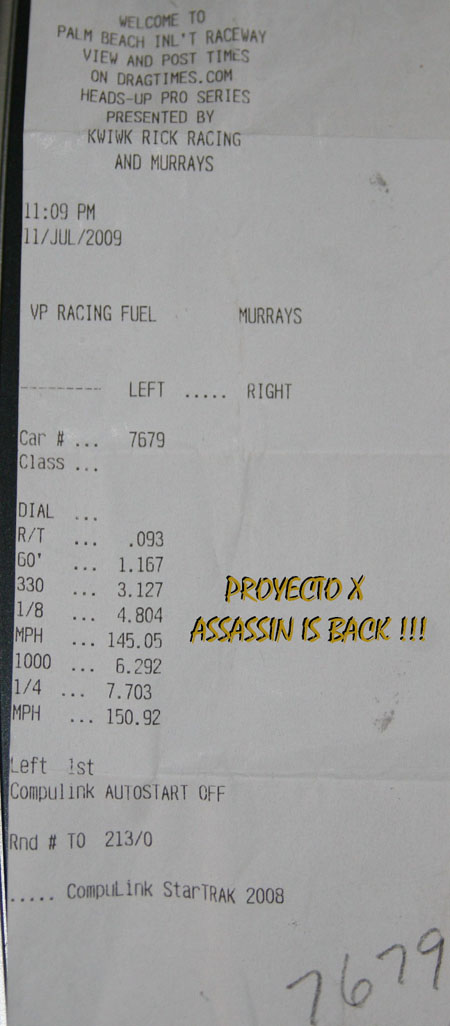 WELCOME TO
PALM BEACH INL'T RACEWAY
VIEW AND POST TIMES
ON DRAGTIMES.COM
HEADS-UP PRO SERIES
PRESENTED BY
KWIWK RICK RACING
AND MURRAYS
11:09 PM
11/JUL/2009
VP RACING FUEL MURRAYS
--------- LEFT ..... RIGHT
Car # ... 7679
Class ...
DIAL ...
R/T ... .093
60' ... 1.167
330 ... 3.127
1/8 ... 4.804
MPH ... 145.05
1000 ... 6.292
1/4 ... 7.703
MPH ... 150.92
PROYECTO X
ASSASSIN IS BACK !!!
Left 1st
Compulink AUTOSTART OFF
Rnd # TO 213/0
..... CompuLink StarTRAK 2008
7679